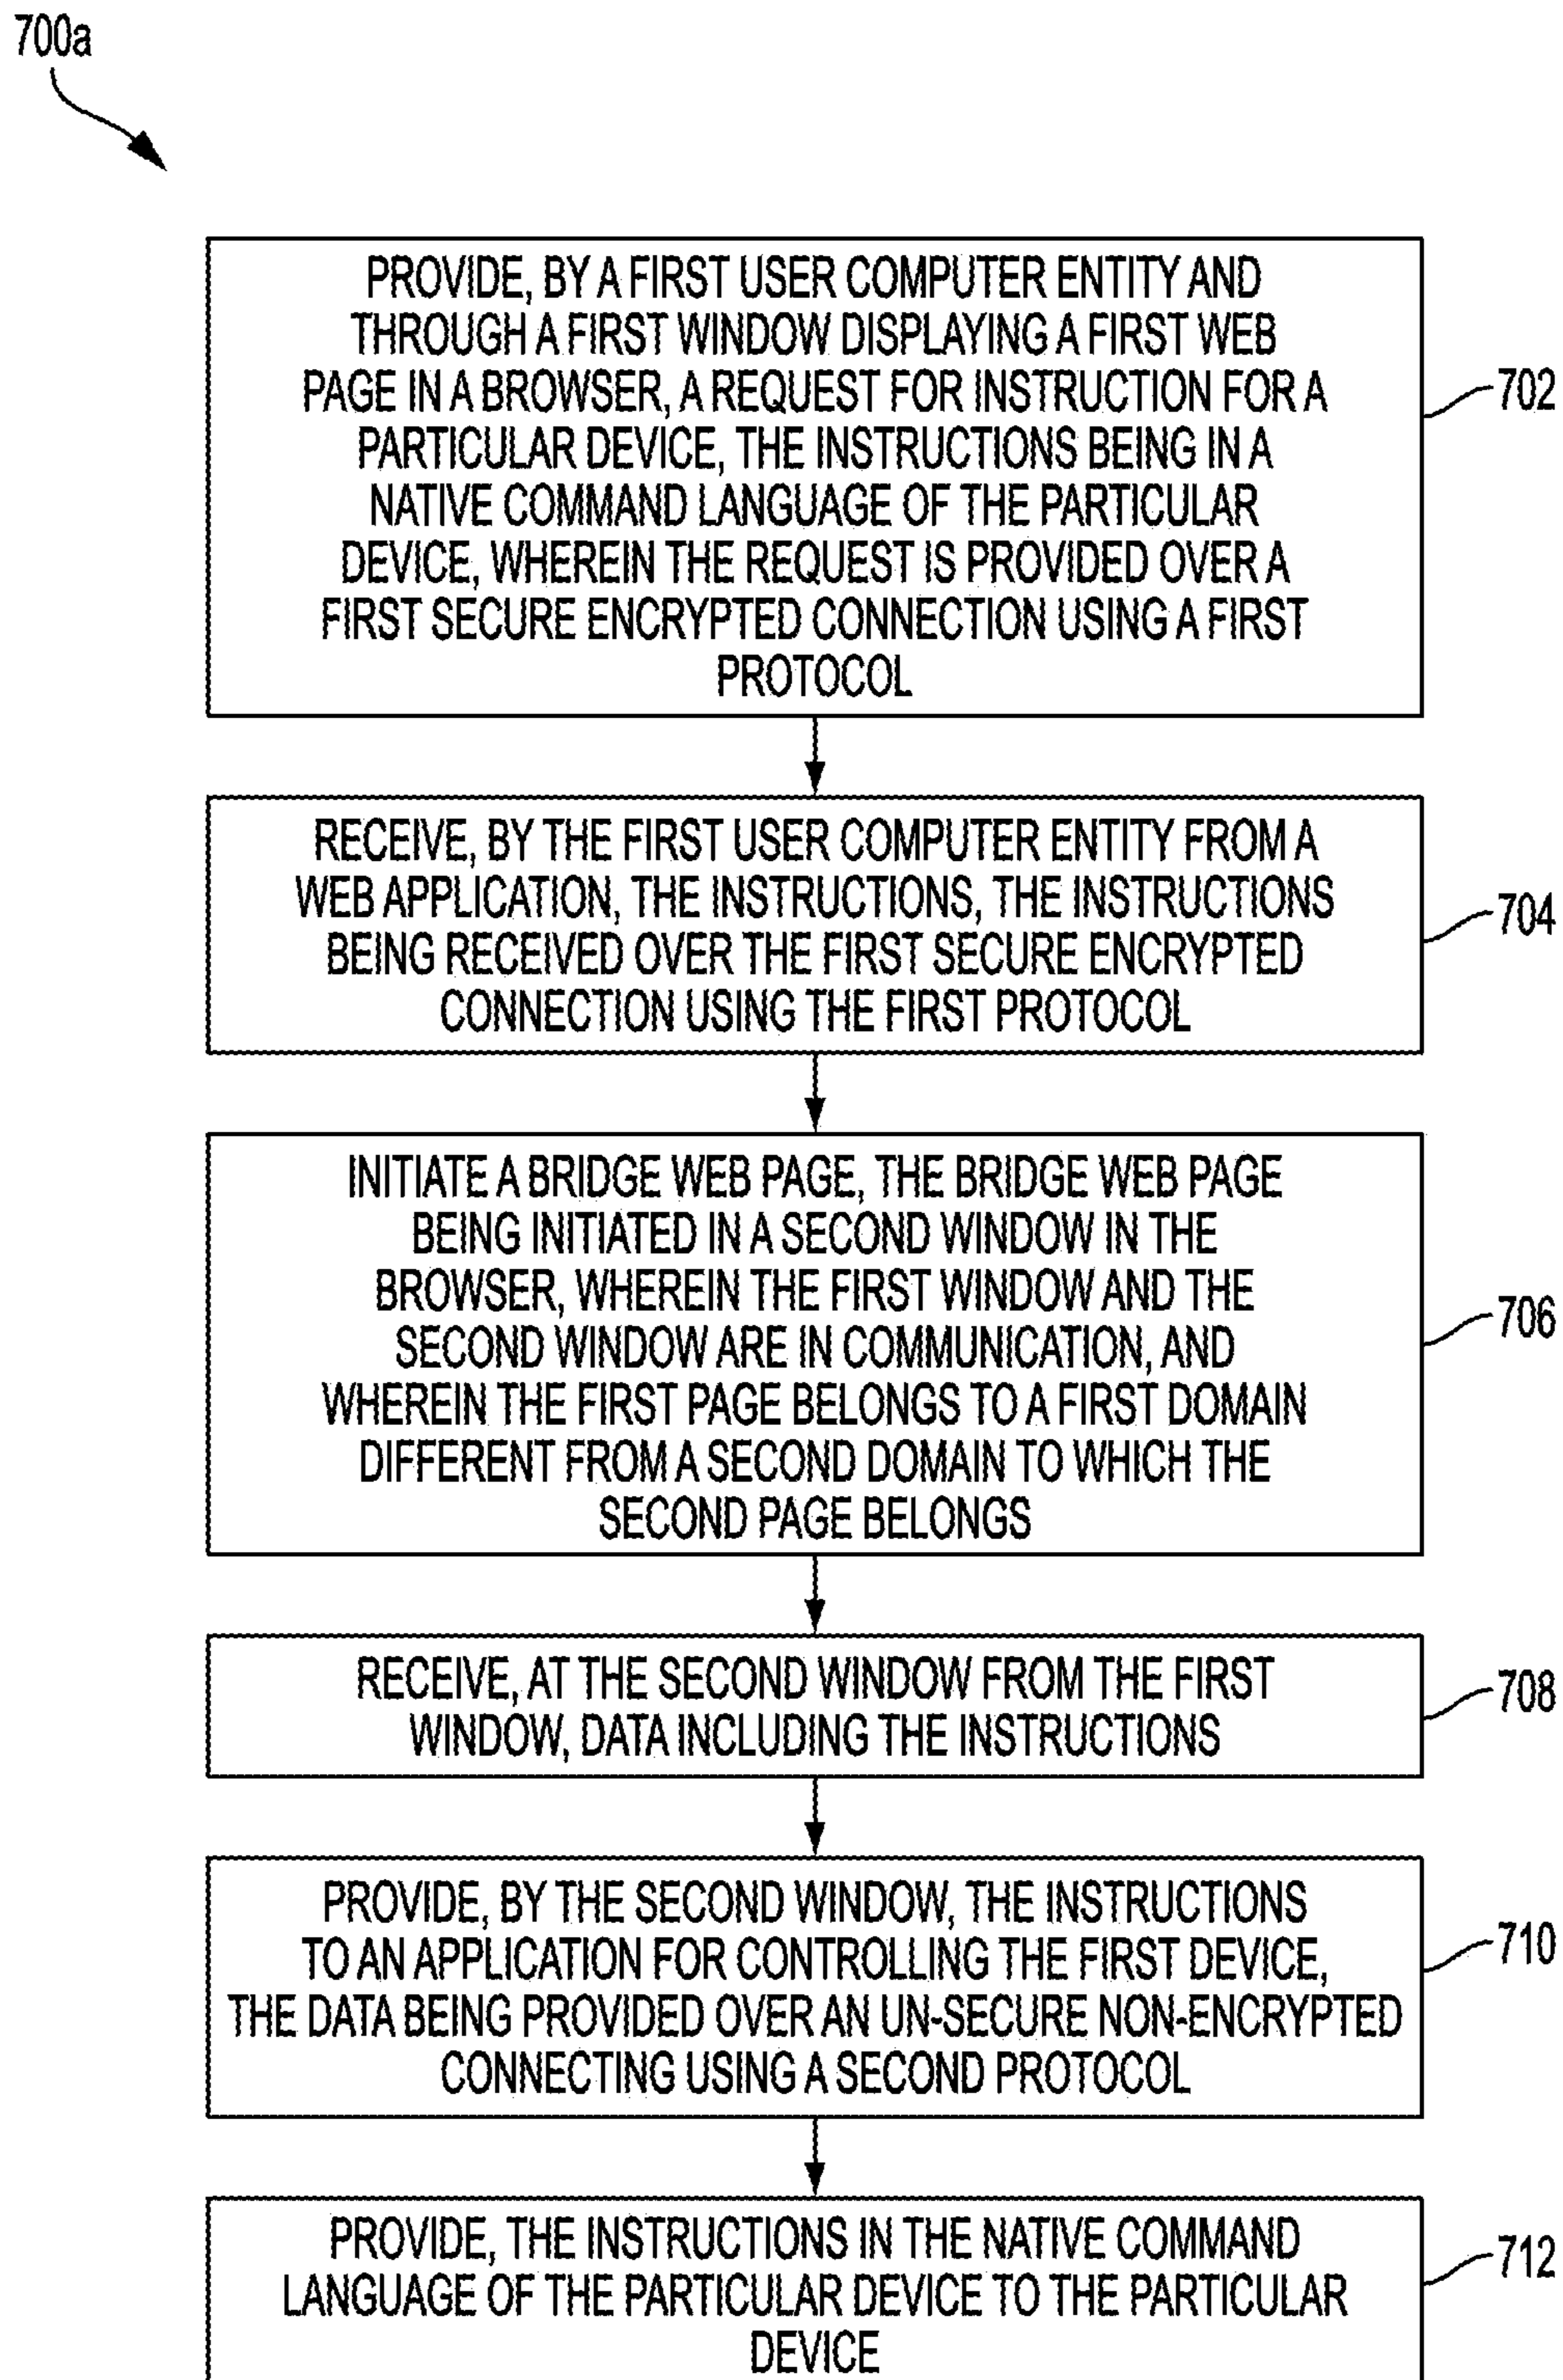 700a
PROVIDE, BY A FIRST USER COMPUTER ENTITY AND
THROUGH A FIRST WINDOW DISPLAYING A FIRST WEB
PAGE IN A BROWSER, A REQUEST FOR INSTRUCTION FOR A
PARTICULAR DEVICE, THE INSTRUCTIONS BEING IN A
NATIVE COMMAND LANGUAGE OF THE PARTICULAR
DEVICE, WHEREIN THE REQUEST IS PROVIDED OVER A
FIRST SECURE ENCRYPTED CONNECTION USING A FIRST
PROTOCOL
702
RECEIVE, BY THE FIRST USER COMPUTER ENTITY FROM A
WEB APPLICATION, THE INSTRUCTIONS, THE INSTRUCTIONS
BEING RECEIVED OVER THE FIRST SECURE ENCRYPTED
CONNECTION USING THE FIRST PROTOCOL
704
INITIATE A BRIDGE WEB PAGE, THE BRIDGE WEB PAGE
BEING INITIATED IN A SECOND WINDOW IN THE
BROWSER, WHEREIN THE FIRST WINDOW AND THE
SECOND WINDOW ARE IN COMMUNICATION, AND
WHEREIN THE FIRST PAGE BELONGS TO A FIRST DOMAIN
DIFFERENT FROM A SECOND DOMAIN TO WHICH THE
SECOND PAGE BELONGS
706
RECEIVE, AT THE SECOND WINDOW FROM THE FIRST
WINDOW, DATA INCLUDING THE INSTRUCTIONS
708
PROVIDE, BY THE SECOND WINDOW, THE INSTRUCTIONS
TO AN APPLICATION FOR CONTROLLING THE FIRST DEVICE,
THE DATA BEING PROVIDED OVER AN UN-SECURE NON-ENCRYPTED
CONNECTING USING A SECOND PROTOCOL
710
PROVIDE, THE INSTRUCTIONS IN THE NATIVE COMMAND
LANGUAGE OF THE PARTICULAR DEVICE TO THE PARTICULAR
DEVICE
712